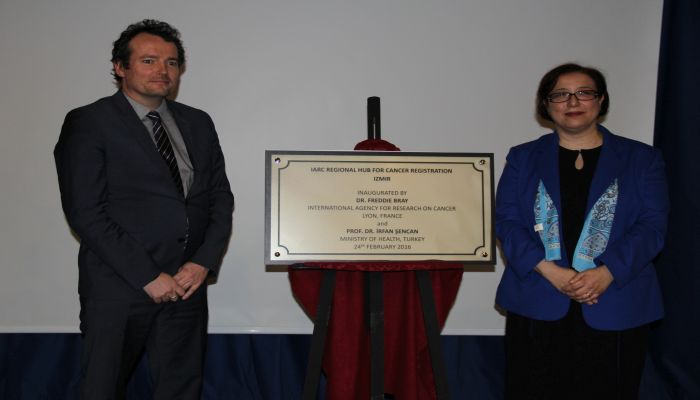 IARC REGIONAL HUB FOR CANCER REGISTRATION
IZMIR
INAUGURATED BY
DR. FREDDIE BRAY
INTERNATIONAL AGENCY FOR RESEARCH ON CANCER
LYON, FRANCE
and
PROF. DR. İRFAN ŞENCAN
MINISTRY OF HEALTH, TURKEY
24TH FEBRUARY 2016